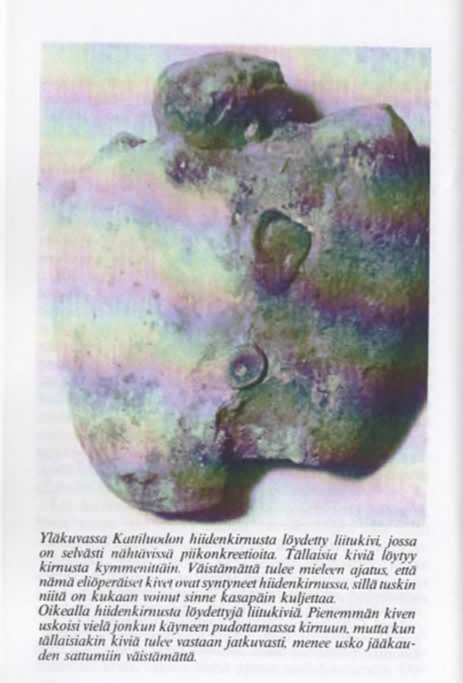 Yläkuvassa Kattiluodon hiidenkirnusta löydetty liitukivi, jossa
on selvästi nähtävissä piikonkreetioita. Tällaisia kiviä löytyy
kirnusta kymmenittäin. Väistämättä tulee mieleen ajatus, että
nämä eliöperäiset kivet ovat syntyneet hiidenkirnussa, sillä tuskin
niitä on kukaan voinut sinne kasapäin kuljettaa.
Oikealla hiidenkirnusta löydettyjä liitukiviä. Pienemmän kiven
uskoisi vielä jonkun käyneen pudottamassa kirnuun, mutta kun
tällaisiakin kiviä tulee vastaan jatkuvasti, menee usko jääkau-
den sattumiin väistämättä.